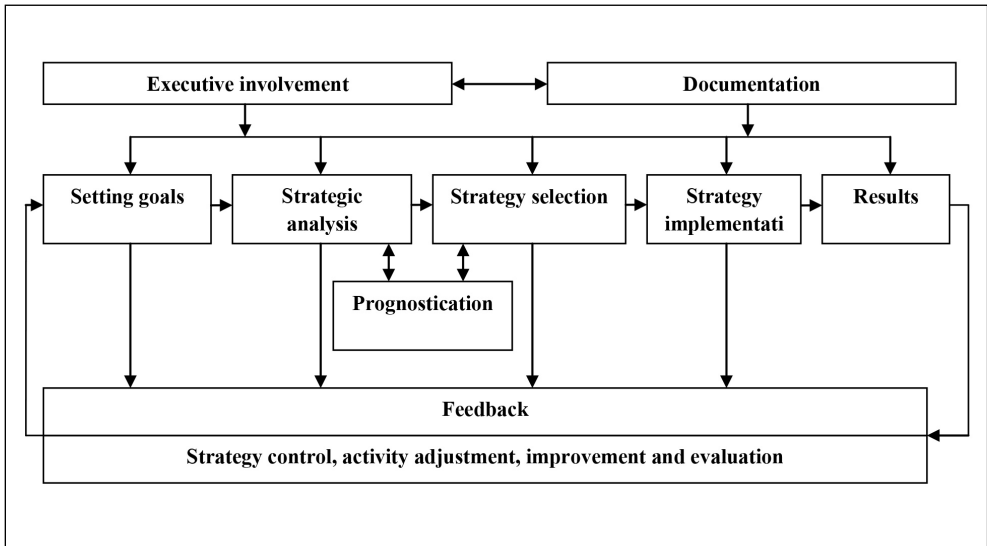 Executive involvement
Documentation
Setting goals
Strategic
analysis
Strategy selection
Strategy
implementati
Results
Prognostication
Feedback
Strategy control, activity adjustment, improvement and evaluation